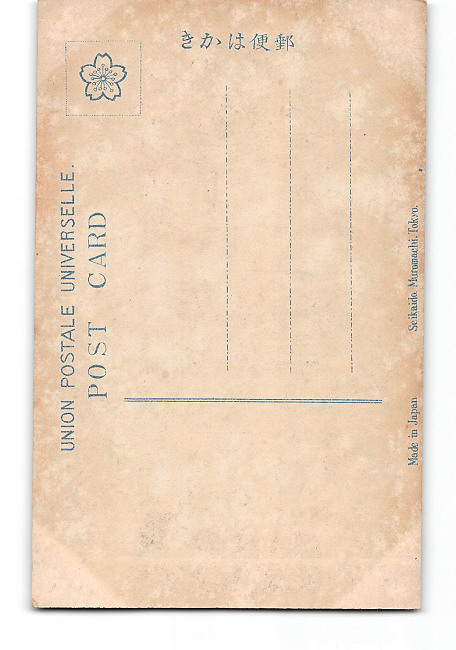 きかは便郵
UNION POSTALE UNIVERSELLE.
POST CARD
Made in Japan
Seikaido, Muromachi, Tokyo.